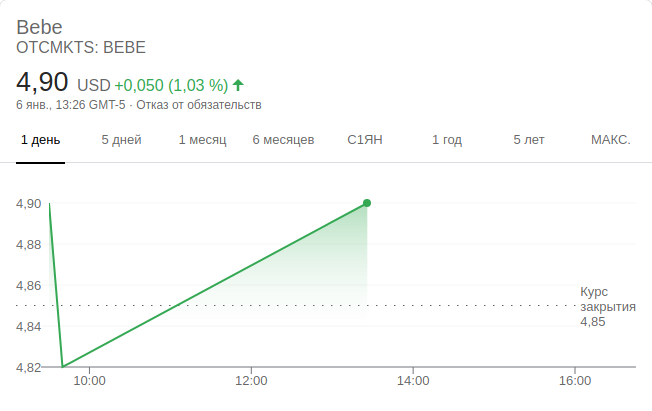 Bebe
OTCMKTS: BEBE
4,90 USD +0,050 (1,03 %)
6 янв., 13:26 GMT-5 · Отказ от обязательств
1 день 5 дней 1 месяц 6 месяцев С1ЯН 1 год 5 лет МАКС.
4,90
4,88
4,86
Курс
закрытия
4,85
4,84
4,82
10:00 12:00 14:00 16:00